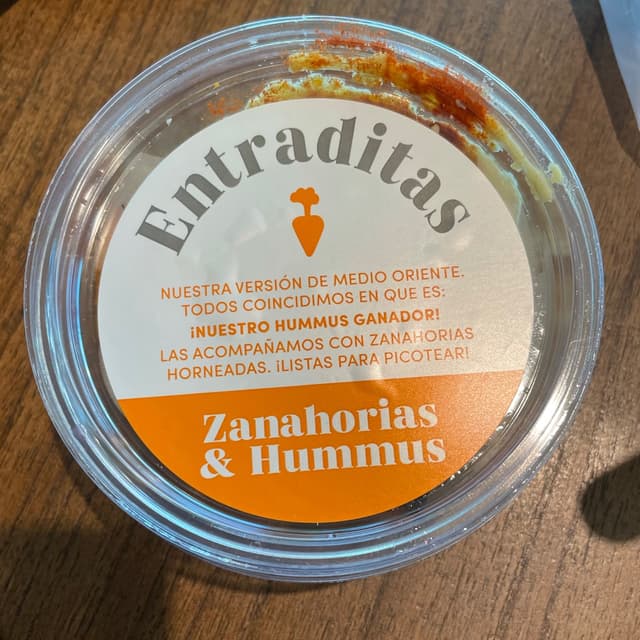 Entraditas
NUESTRA VERSIÓN DE MEDIO ORIENTE.
TODOS COINCIDIMOS EN QUE ES:
¡NUESTRO HUMMUS GANADOR!
LAS ACOMPAÑAMOS CON ZANAHORIAS
HORNEADAS. ¡LISTAS PARA PICOTEAR!
Zanahorias
& Hummus